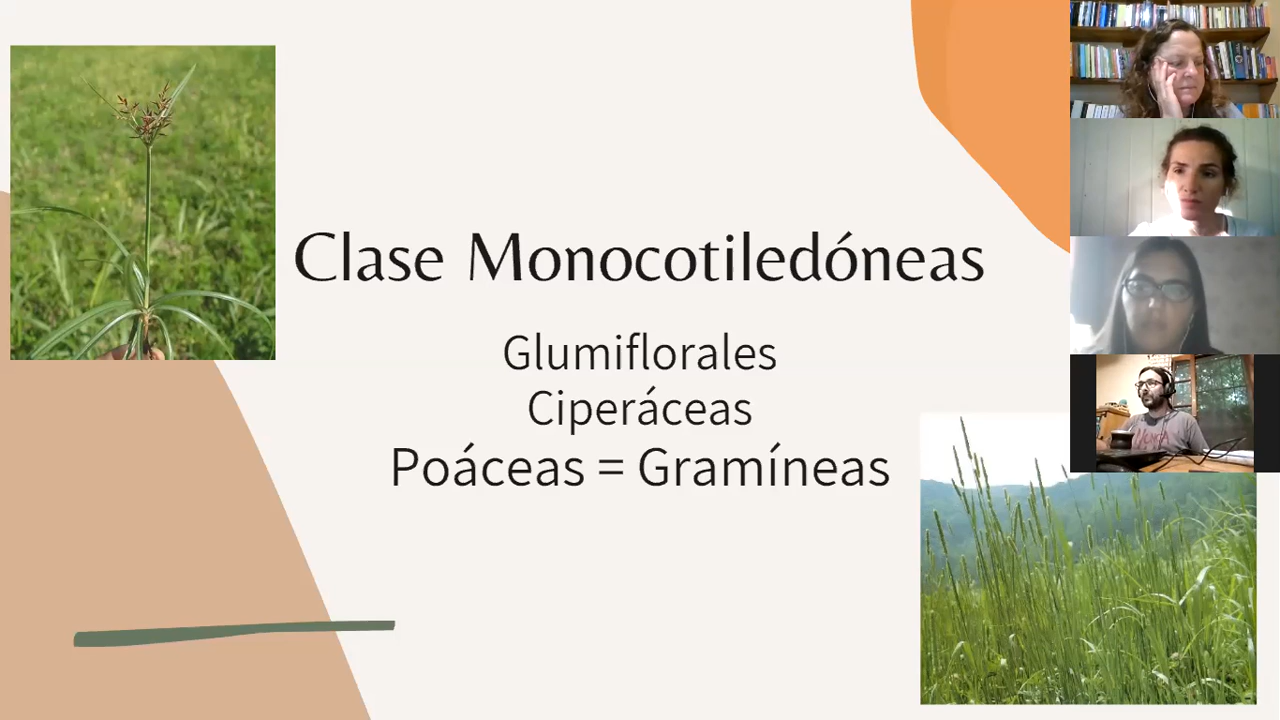 Clase Monocotiledóneas
Glumiflorales
Ciperáceas
Poáceas = Gramíneas